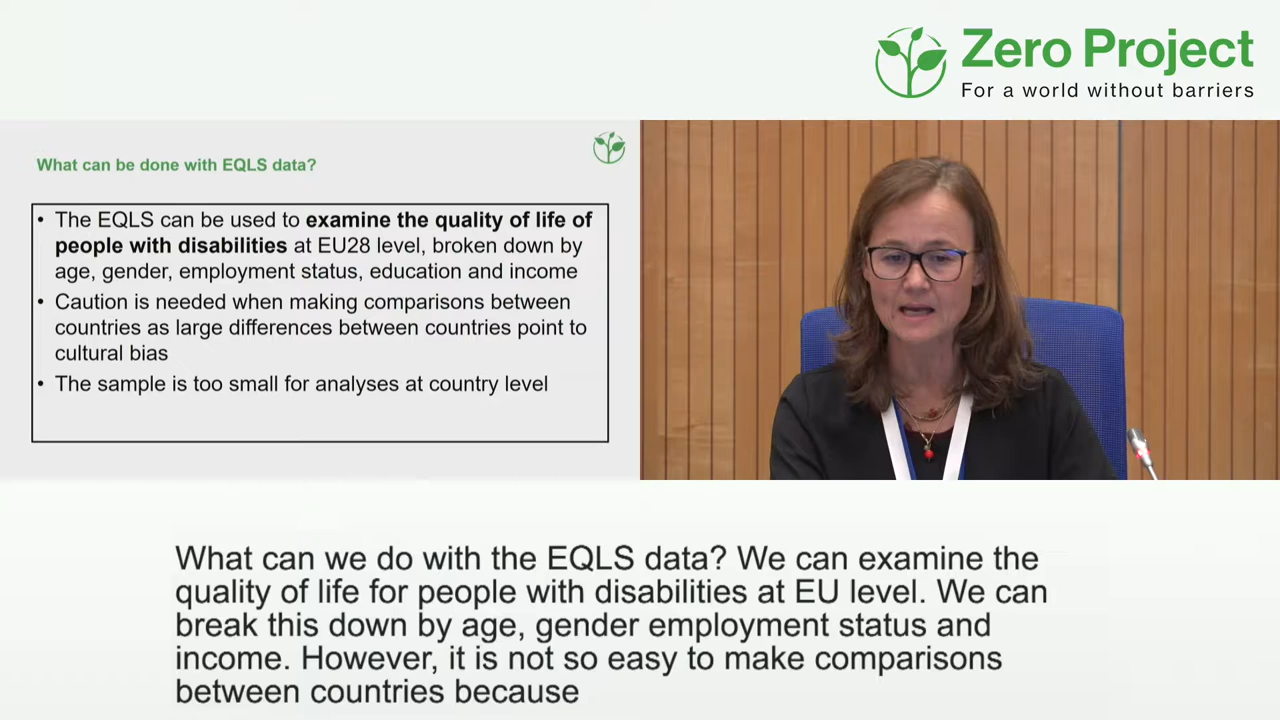 Zero Project
For a world without barriers
What can be done with EQLS data?
• The EQLS can be used to examine the quality of life of
people with disabilities at EU28 level, broken down by
age, gender, employment status, education and income
• Caution is needed when making comparisons between
countries as large differences between countries point to
cultural bias
• The sample is too small for analyses at country level
What can we do with the EQLS data? We can examine the
quality of life for people with disabilities at EU level. We can
break this down by age, gender employment status and
income. However, it is not so easy to make comparisons
between countries because